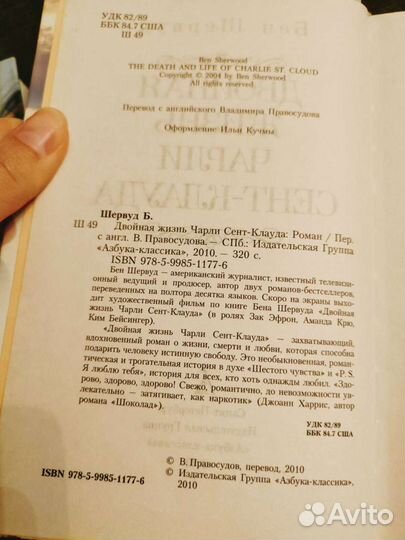 УДК 82/89
ББК 84.7 США
Ш 49
Ben Sherwood
THE DEATH AND LIFE OF CHARLIE ST. CLOUD
Copyright © 2004 by Ben Sherwood
All rights reserved
Перевод с английского Владимира Правосудова
Оформление Ильи Кучмы
Шервуд Б.
Ш 49 Двойная жизнь Чарли Сент-Клауда: Роман / Пер.
с англ. В. Правосудова. — СПб.: Издательская Группа
«Азбука-классика», 2010. — 320 с.
ISBN 978-5-9985-1177-6
Бен Шервуд — американский журналист, известный телевизион-
ный ведущий и продюсер, автор двух романов-бестселлеров,
переведенных на полтора десятка языков. Скоро на экраны выхо-
дит художественный фильм по книге Бена Шервуда «Двойная
жизнь Чарли Сент-Клауда» (в ролях Зак Эфрон, Аманда Крю,
Ким Бейсингер).
«Двойная жизнь Чарли Сент-Клауда» — захватывающий,
вдохновенный роман о жизни, смерти и любви, которая способна
подарить человеку истинную свободу. Это необыкновенная, роман-
тическая и трогательная история в духе «Шестого чувства» и «P. S.
Я люблю тебя», история для всех, кто хоть однажды любил. «Здо-
рово, здорово, здорово! Свежо, романтично, до невозможности увле-
кательно — затягивает, как наркотик» (Джоанн Харрис, автор
романа «Шоколад»).
УДК 82/89
ББК 84.7 США
© В. Правосудов, перевод, 2010
© Издательская Группа «Азбука-классика»,
2010
ISBN 978-5-9985-1177-6
Avito